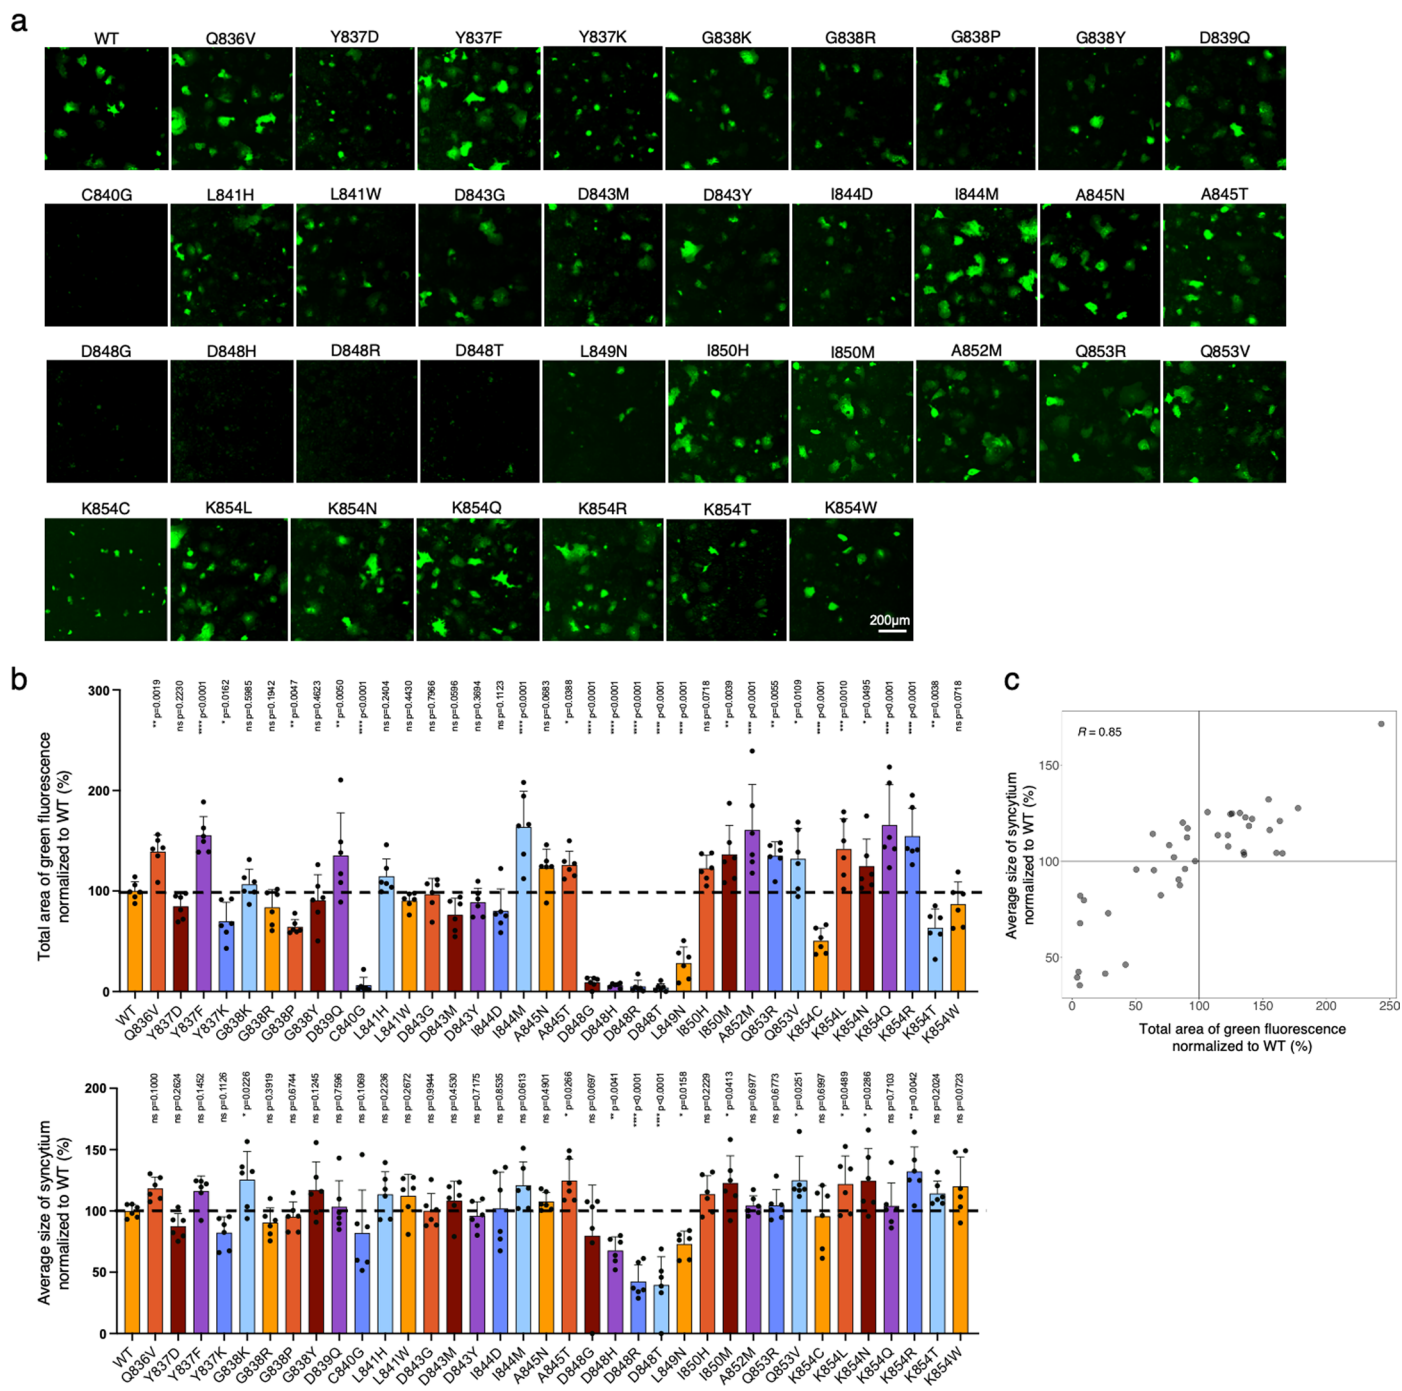 a
WT Q836V Y837D Y837F Y837K G838K G838R G838P G838Y D839Q
C840G L841H L841W D843G D843M D843Y I844D I844M A845N A845T
D848G D848H D848R D848T L849N I850H I850M A852M Q853R Q853V
K854C K854L K854N K854Q K854R K854T K854W
200µm
b
Total area of green fluorescence
normalized to WT (%)
300
200
100
0
** p=0.0019
ns p=0.2230
**** p<0.0001
* p=0.0162
ns p=0.5985
ns p=0.1942
** p=0.0047
ns p=0.4623
** p=0.0050
**** p<0.0001
ns p=0.2404
ns p=0.4430
ns p=0.7966
ns p=0.0596
ns p=0.3694
ns p=0.1123
**** p<0.0001
ns p=0.0683
* p=0.0388
**** p<0.0001
**** p<0.0001
**** p<0.0001
**** p<0.0001
**** p<0.0001
ns p=0.0718
** p=0.0039
**** p<0.0001
** p=0.0055
* p=0.0109
**** p<0.0001
*** p=0.0010
* p=0.0495
**** p<0.0001
**** p<0.0001
** p=0.0038
ns p=0.0718
WT Q836V Y837D Y837F Y837K G838K G838R G838P G838Y D839Q C840G L841H L841W D843G D843M D843Y I844D I844M A845N A845T D848G D848H D848R D848T L849N I850H I850M A852M Q853R Q853V K854C K854L K854N K854Q K854R K854T K854W
Average size of syncytium
normalized to WT (%)
200
150
100
50
0
ns p=0.1000
ns p=0.2624
ns p=0.1452
ns p=0.1126
* p=0.0226
ns p=0.3919
ns p=0.6744
ns p=0.1245
ns p=0.7596
ns p=0.1069
ns p=0.2236
ns p=0.2672
ns p=0.9944
ns p=0.4530
ns p=0.7175
ns p=0.8535
ns p=0.0613
ns p=0.4901
* p=0.0266
ns p=0.0697
** p=0.0041
**** p<0.0001
**** p<0.0001
* p=0.0158
ns p=0.2229
* p=0.0413
ns p=0.6977
ns p=0.6773
* p=0.0251
ns p=0.6997
* p=0.0489
* p=0.0286
ns p=0.7103
** p=0.0042
ns p=0.2024
ns p=0.0723
WT Q836V Y837D Y837F Y837K G838K G838R G838P G838Y D839Q C840G L841H L841W D843G D843M D843Y I844D I844M A845N A845T D848G D848H D848R D848T L849N I850H I850M A852M Q853R Q853V K854C K854L K854N K854Q K854R K854T K854W
c
R = 0.85
Average size of syncytium
normalized to WT (%)
150
100
50
0 50 100 150 200 250
Total area of green fluorescence
normalized to WT (%)